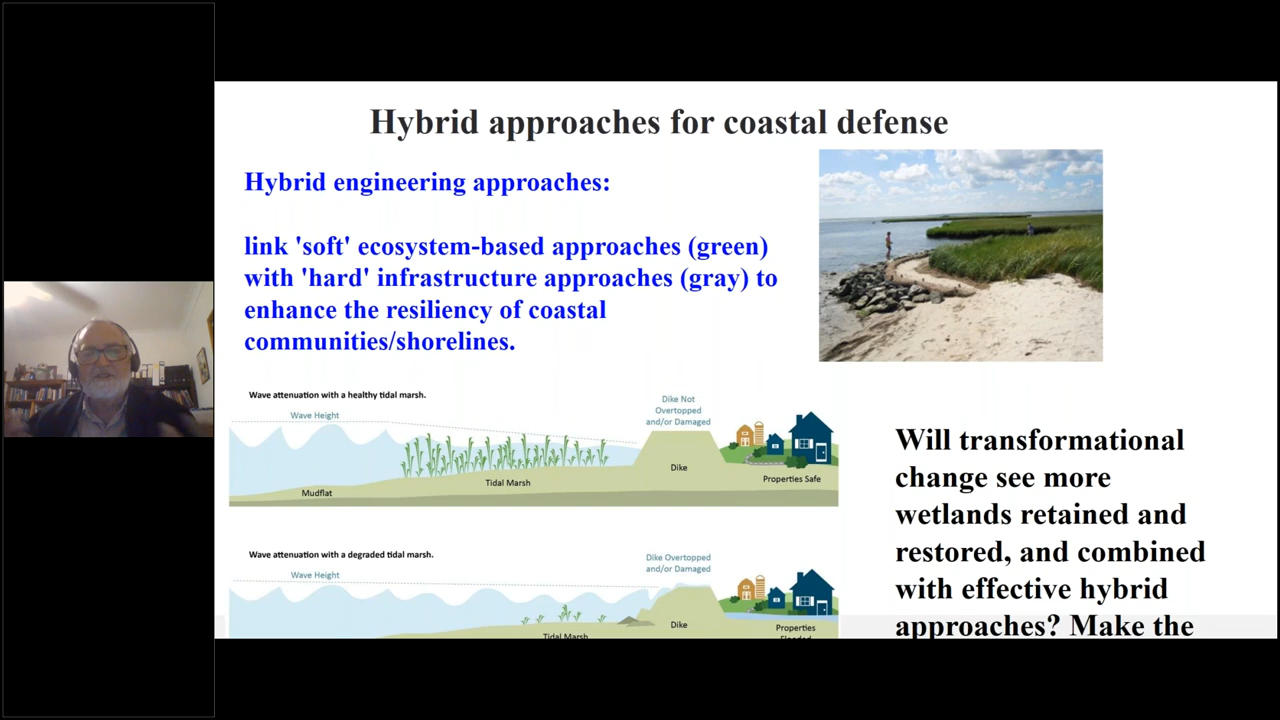 Hybrid approaches for coastal defense
Hybrid engineering approaches:
link 'soft' ecosystem-based approaches (green)
with 'hard' infrastructure approaches (gray) to
enhance the resiliency of coastal
communities/shorelines.
Wave attenuation with a healthy tidal marsh.
Wave Height
Dike Not
Overtopped
and/or Damaged
Dike
Properties Safe
Tidal Marsh
Mudflat
Wave attenuation with a degraded tidal marsh.
Wave Height
Dike Overtopped
and/or Damaged
Dike
Properties
Tidal Marsh
Will transformational
change see more
wetlands retained and
restored, and combined
with effective hybrid
approaches? Make the